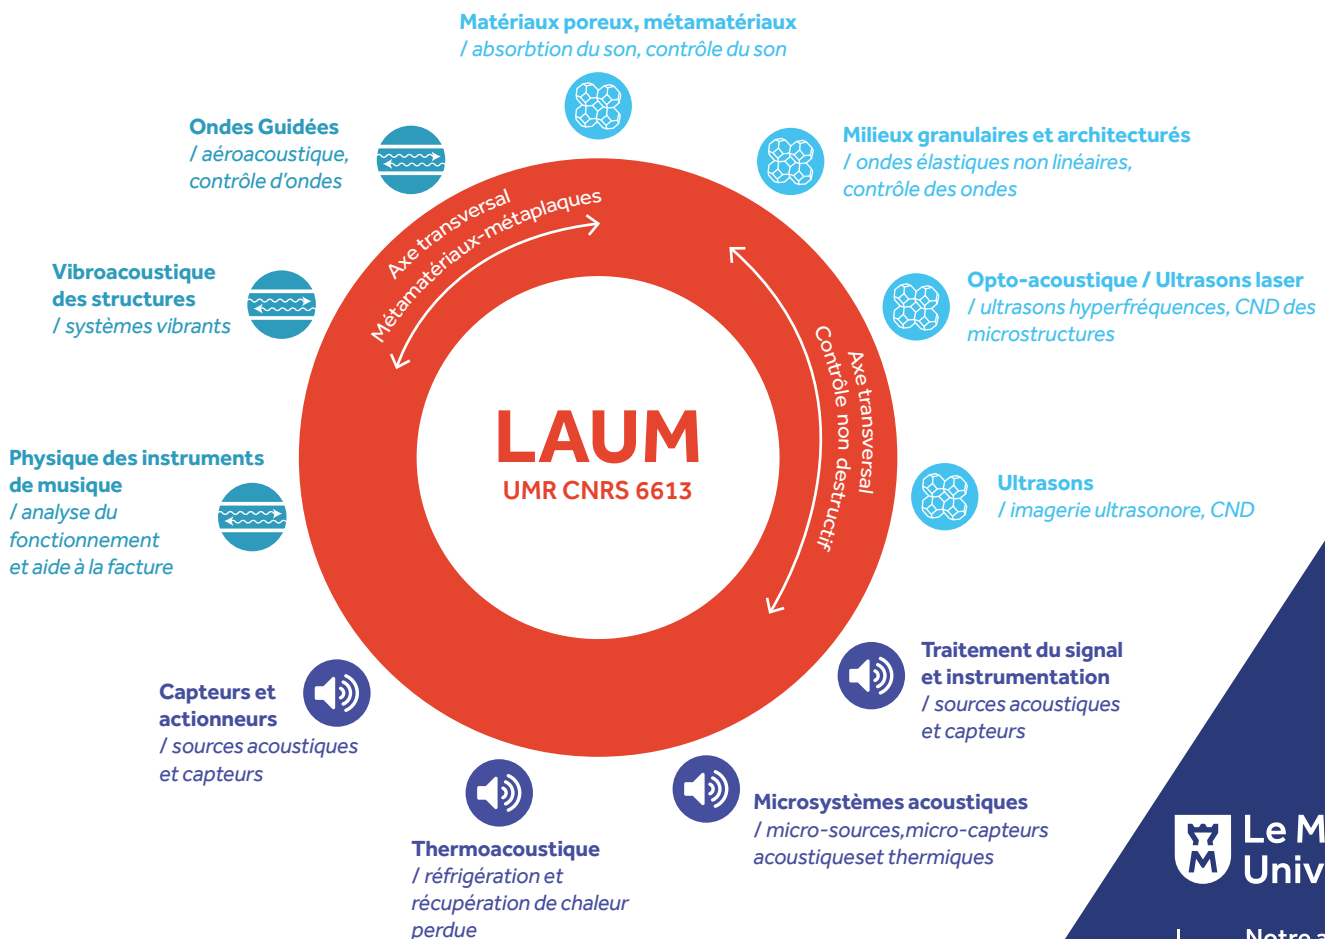 Matériaux poreux, métamatériaux
/ absorbtion du son, contrôle du son
Ondes Guidées
/ aéroacoustique,
contrôle d'ondes
Milieux granulaires et architecturés
/ ondes élastiques non linéaires,
contrôle des ondes
Axe transversal
Métamatériaux-métaplaques
Vibroacoustique
des structures
/ systèmes vibrants
Opto-acoustique / Ultrasons laser
/ ultrasons hyperfréquences, CND des
microstructures
Axe transversal
Contrôle non destructif
LAUM
UMR CNRS 6613
Physique des instruments
de musique
/ analyse du
fonctionnement
et aide à la facture
Ultrasons
/ imagerie ultrasonore, CND
Traitement du signal
et instrumentation
/ sources acoustiques
et capteurs
Capteurs et
actionneurs
/ sources acoustiques
et capteurs
Microsystèmes acoustiques
/ micro-sources,micro-capteurs
acoustiqueset thermiques
Thermoacoustique
/ réfrigération et
récupération de chaleur
perdue
Le M
Univ
Notre a